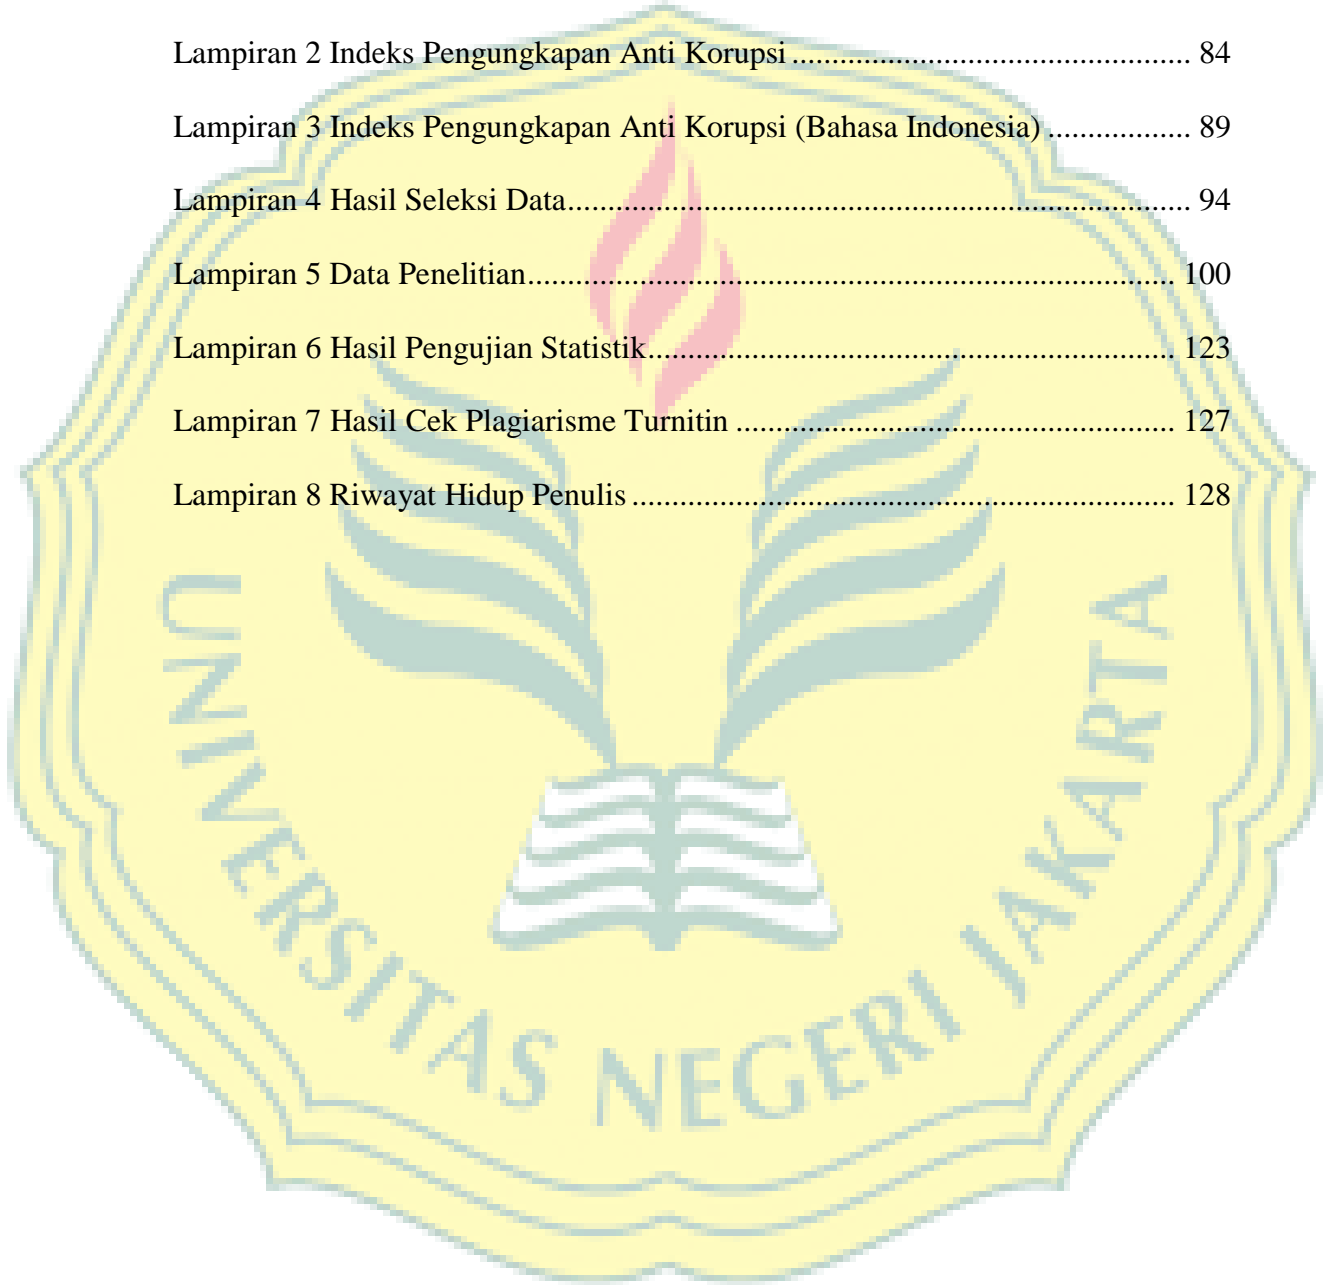 Lampiran 2 Indeks Pengungkapan Anti Korupsi .................................................. 84
Lampiran 3 Indeks Pengungkapan Anti Korupsi (Bahasa Indonesia) .................. 89
Lampiran 4 Hasil Seleksi Data.............................................................................. 94
Lampiran 5 Data Penelitian................................................................................. 100
Lampiran 6 Hasil Pengujian Statistik.................................................................. 123
Lampiran 7 Hasil Cek Plagiarisme Turnitin ....................................................... 127
Lampiran 8 Riwayat Hidup Penulis .................................................................... 128
UNIVERSITAS NEGERI JAKARTA